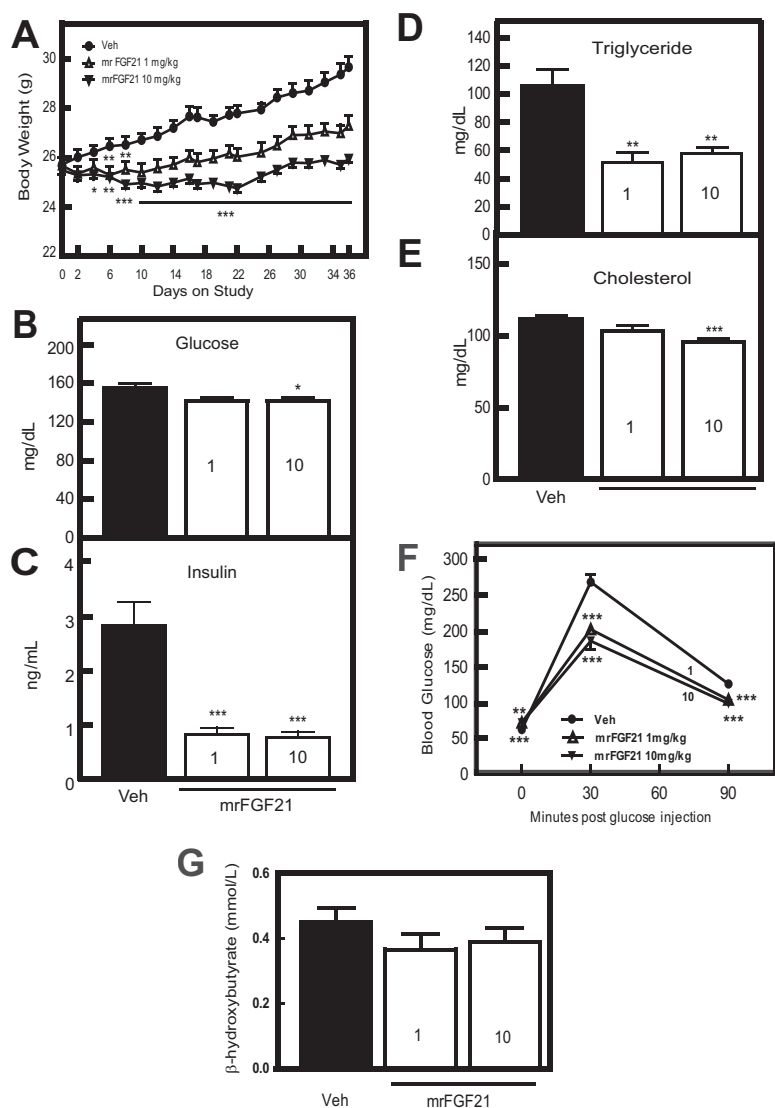 A
Body Weight (g)
30
28
26
24
22
Veh
mr FGF21 1 mg/kg
mrFGF21 10 mg/kg
** **
* **
***
***
0 2 6 10 14 18 22 26 30 34 36
Days on Study
B
Glucose
mg/dL
200
160
120
80
40
0
*
1 10
C
Insulin
ng/mL
4
3
2
1
0
*** ***
1 10
Veh
mrFGF21
D
Triglyceride
mg/dL
140
120
100
80
60
40
20
0
** **
1 10
E
Cholesterol
mg/dL
150
100
50
0
***
1 10
Veh
F
Blood Glucose (mg/dL)
300
250
200
150
100
50
0
***
***
**
***
1
10
***
***
Veh
mrFGF21 1mg/kg
mrFGF21 10mg/kg
0 30 60 90
Minutes post glucose injection
G
β-hydroxybutyrate (mmol/L)
0.6
0.4
0.2
0.0
1 10
Veh
mrFGF21